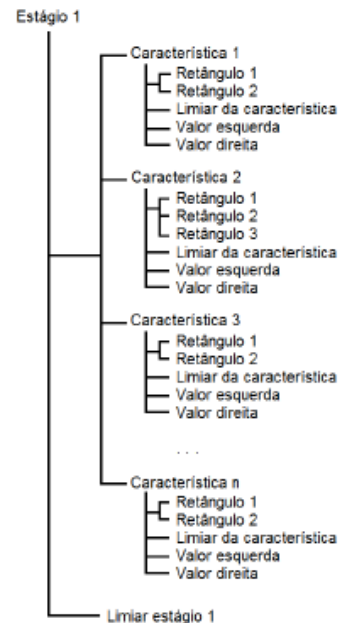 Estágio 1
Característica 1
Retângulo 1
Retângulo 2
Limiar da característica
Valor esquerda
Valor direita
Característica 2
Retângulo 1
Retângulo 2
Retângulo 3
Limiar da característica
Valor esquerda
Valor direita
Característica 3
Retângulo 1
Retângulo 2
Limiar da característica
Valor esquerda
Valor direita
. . .
Característica n
Retângulo 1
Retângulo 2
Limiar da característica
Valor esquerda
Valor direita
Limiar estágio 1